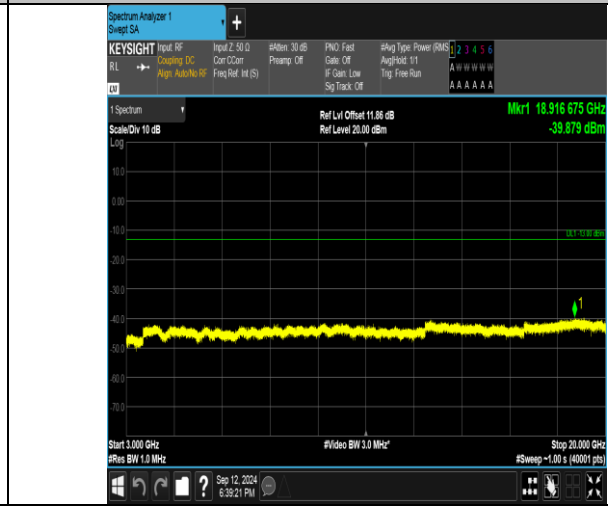 Spectrum Analyzer 1
Swept SA
+
KEYSIGHT Input: RF Input Z: 50 Ω #Atten: 30 dB PNO: Fast #Avg Type: Power (RMS 1 2 3 4 5 6
RL Coupling: DC Corr CCorr Preamp: Off Gate: Off Avg|Hold: 1/1 A W W W W W
Align: Auto/No RF Freq Ref: Int (S) IF Gain: Low Trig: Free Run
Sig Track: Off A A A A A A
1 Spectrum Ref Lvl Offset 11.86 dB Mkr1 18.916 675 GHz
Scale/Div 10 dB Ref Level 20.00 dBm -39.879 dBm
Log
10.0
0.00
-10.0
DL1 -13.00 dBm
-20.0
-30.0
1
-40.0
-50.0
-60.0
-70.0
Start 3.000 GHz #Video BW 3.0 MHz* Stop 20.000 GHz
#Res BW 1.0 MHz #Sweep ~1.00 s (40001 pts)
? Sep 12, 2024
6:39:21 PM